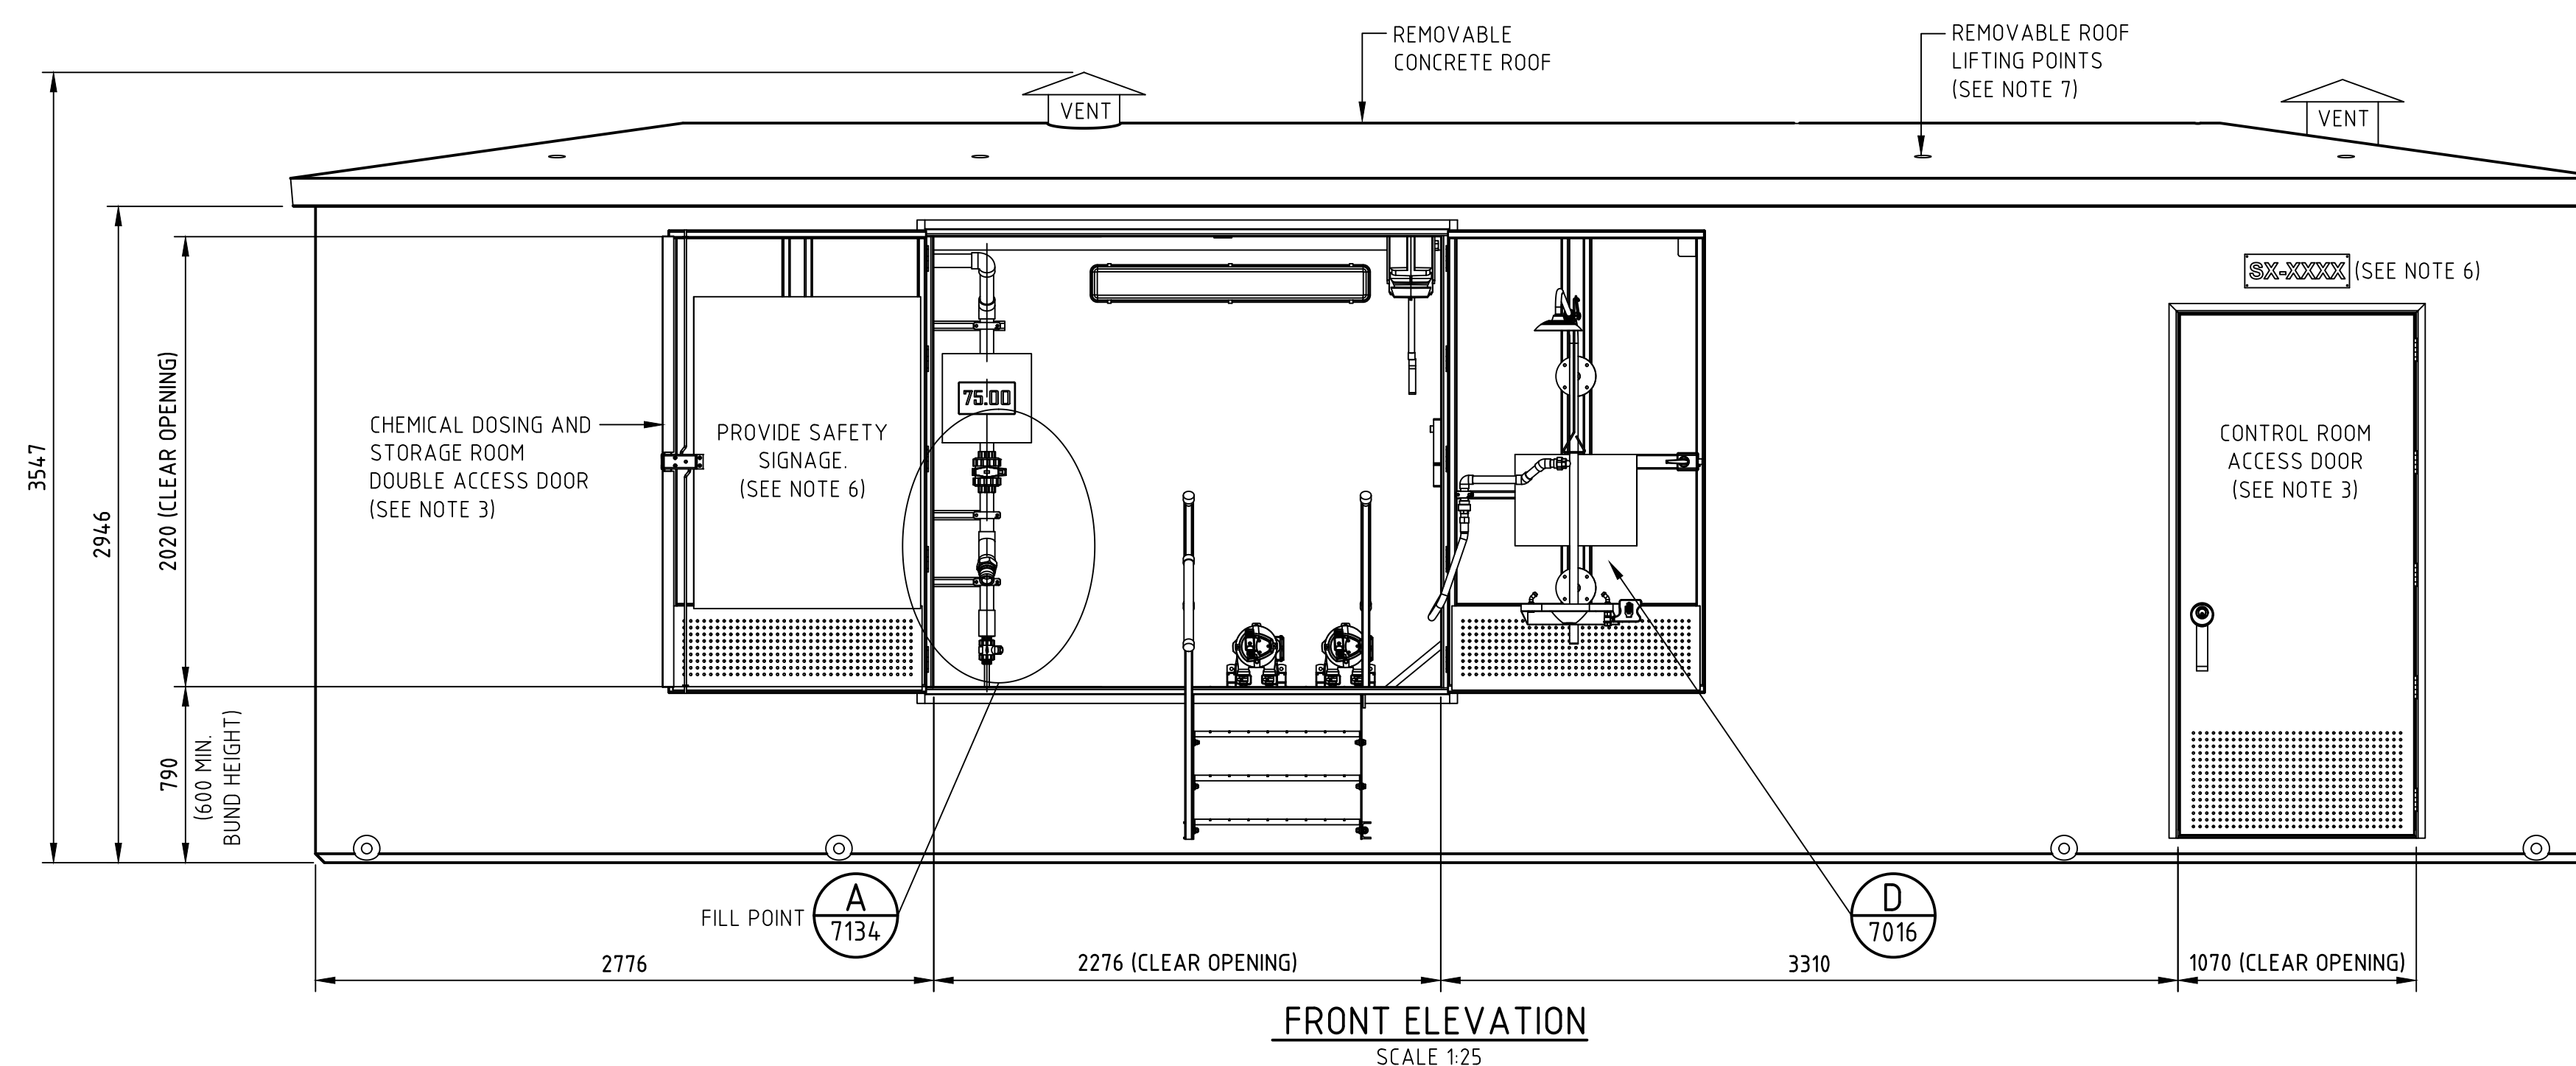 REMOVABLE
CONCRETE ROOF
REMOVABLE ROOF
LIFTING POINTS
(SEE NOTE 7)
VENT
VENT
3547
2946
2020 (CLEAR OPENING)
790
(600 MIN.
BUND HEIGHT)
CHEMICAL DOSING AND
STORAGE ROOM
DOUBLE ACCESS DOOR
(SEE NOTE 3)
PROVIDE SAFETY
SIGNAGE.
(SEE NOTE 6)
75.00
SX-XXXX (SEE NOTE 6)
CONTROL ROOM
ACCESS DOOR
(SEE NOTE 3)
FILL POINT
A
7134
D
7016
2776
2276 (CLEAR OPENING)
3310
1070 (CLEAR OPENING)
FRONT ELEVATION
SCALE 1:25